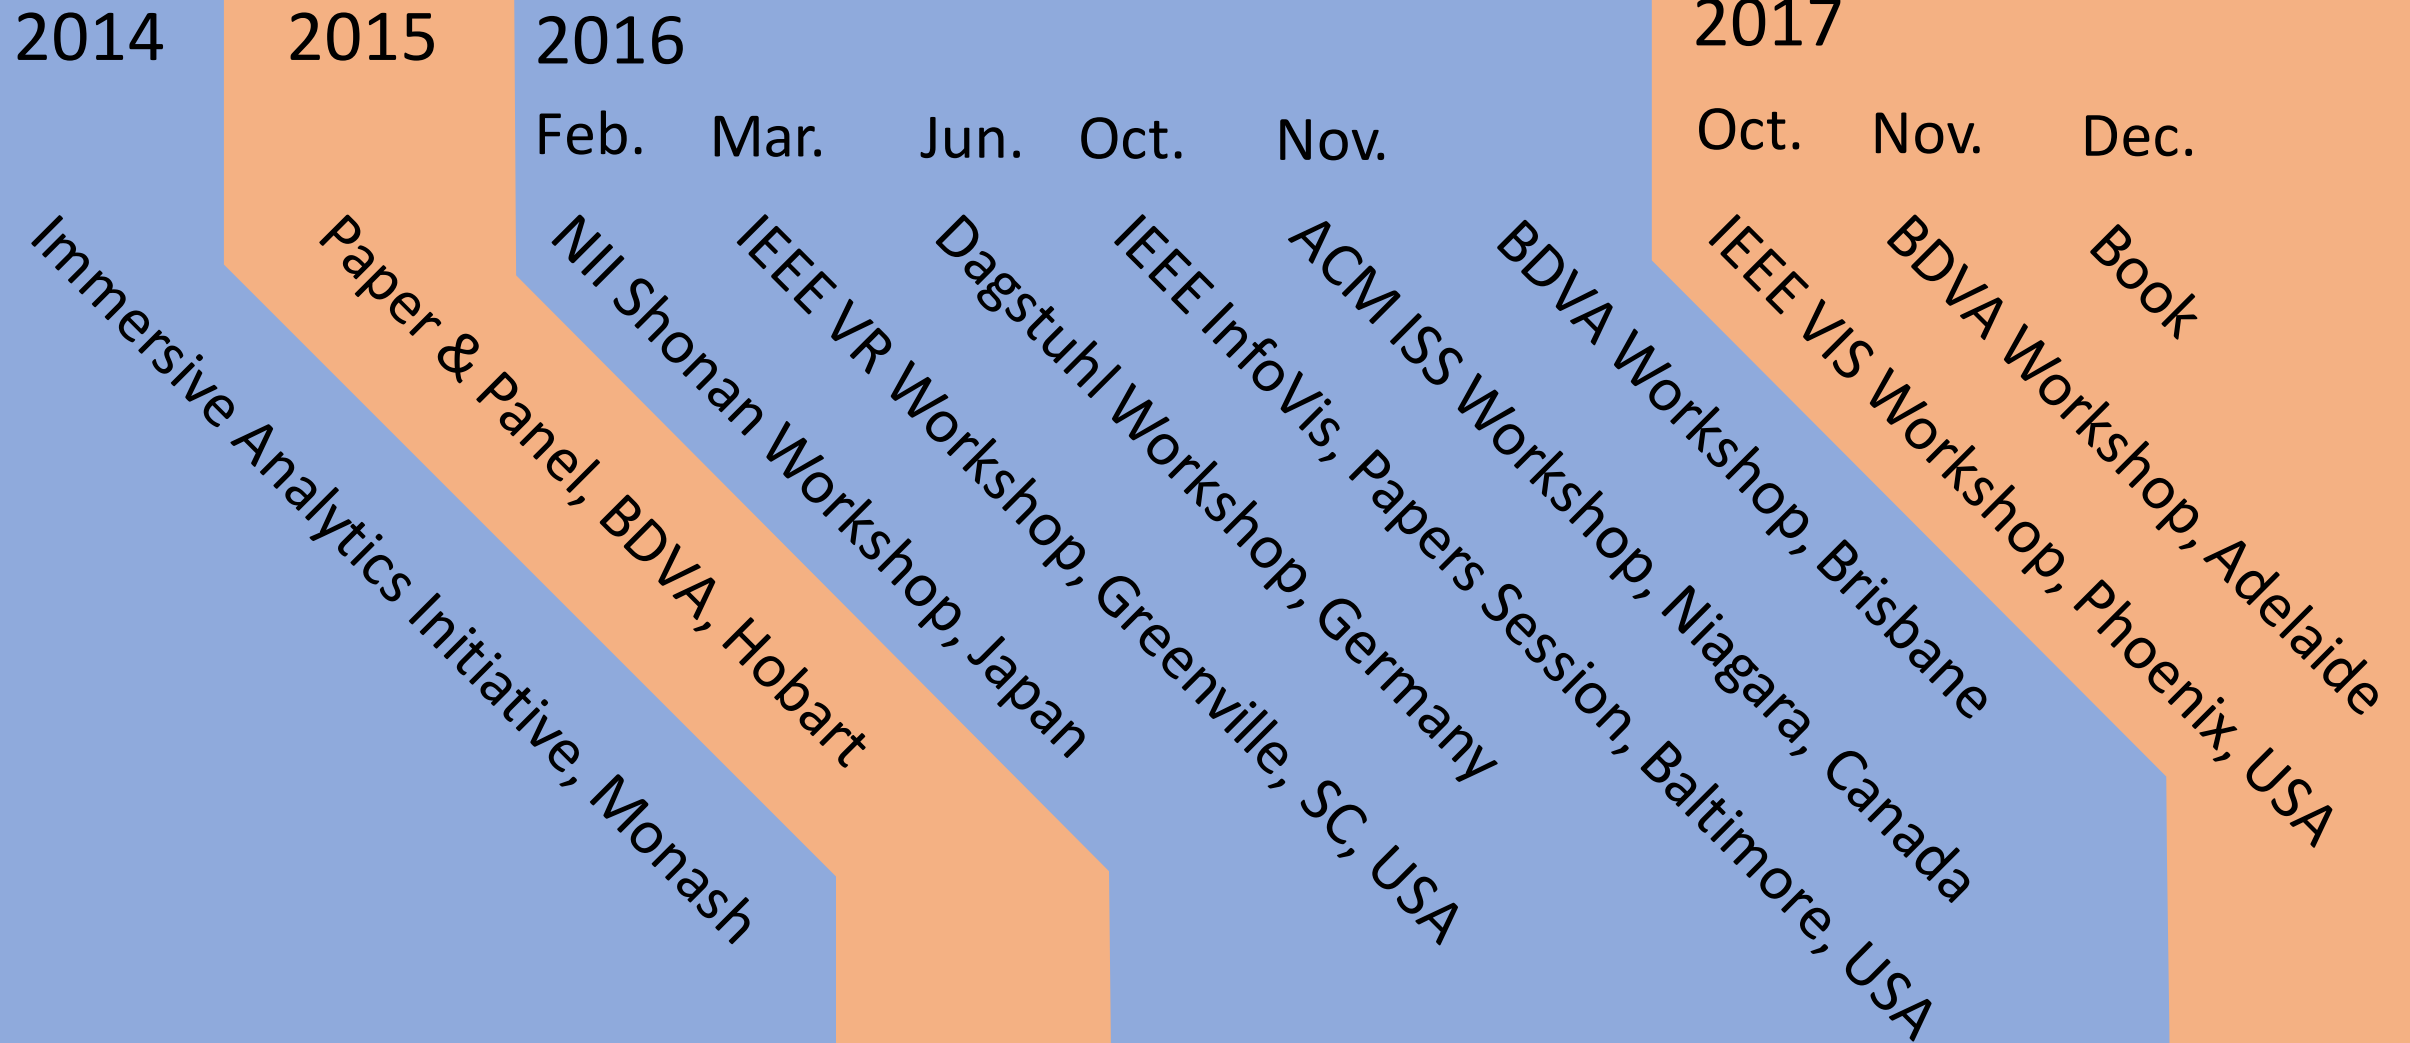 2014
2015
2016
2017
Feb.
Mar.
Jun.
Oct.
Nov.
Oct.
Nov.
Dec.
Immersive Analytics Initiative, Monash
Paper & Panel, BDVA, Hobart
NII Shonan Workshop, Japan
IEEE VR Workshop, Greenville, SC, USA
Dagstuhl Workshop, Germany
IEEE InfoVis, Papers Session, Baltimore, USA
ACM ISS Workshop, Niagara, Canada
BDVA Workshop, Brisbane
IEEE VIS Workshop, Phoenix, USA
BDVA Workshop, Adelaide
Book